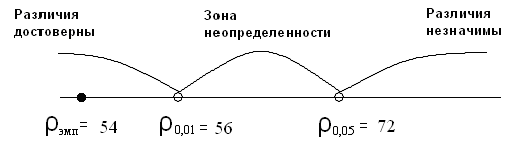 Различия
достоверны
Зона
неопределенности
Различия
незначимы
ρэмп= 54
ρ0,01 = 56
ρ0,05 = 72